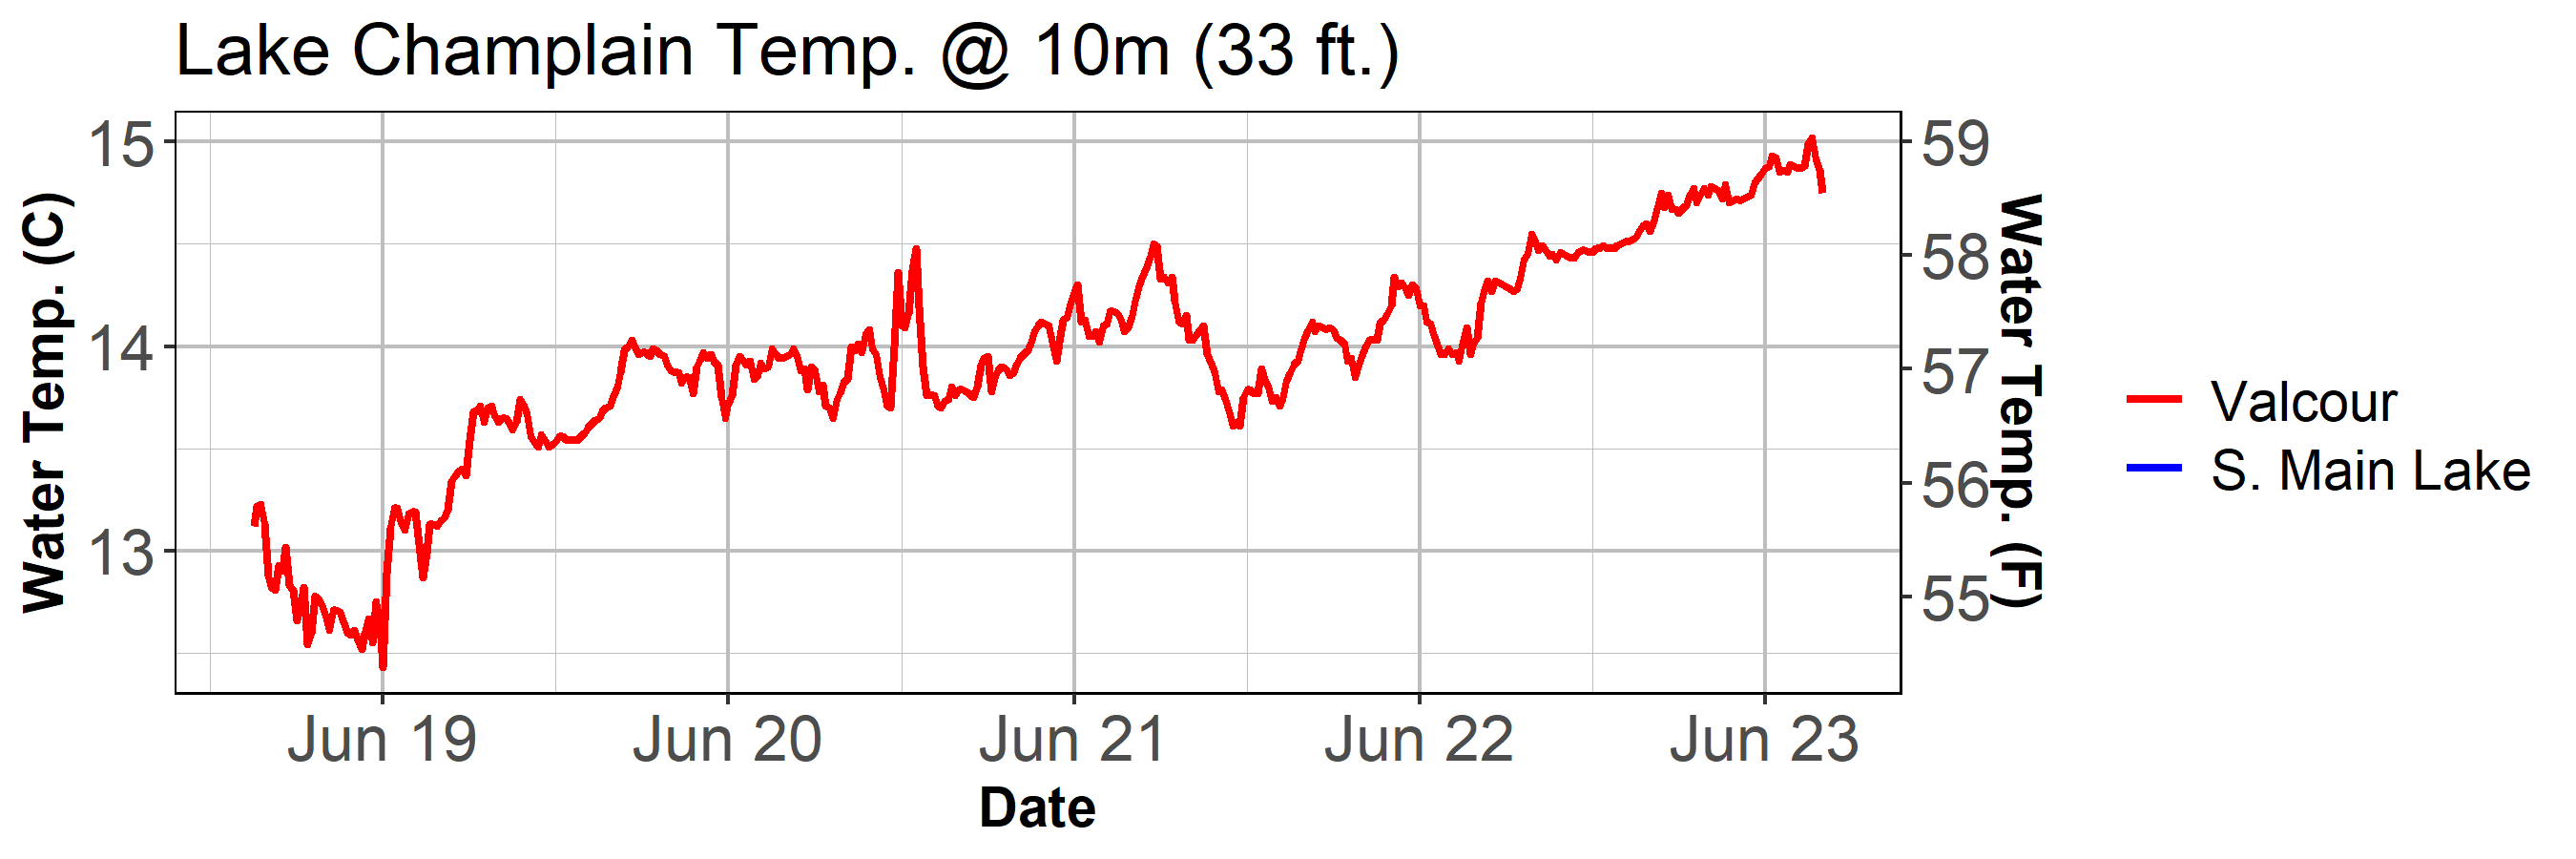 Lake Champlain Temp. @ 10m (33 ft.)
Water Temp. (C)
15
14
13
59
58
57
56
55
Water Temp. (F)
Jun 19
Jun 20
Jun 21
Jun 22
Jun 23
Date
Valcour
S. Main Lake